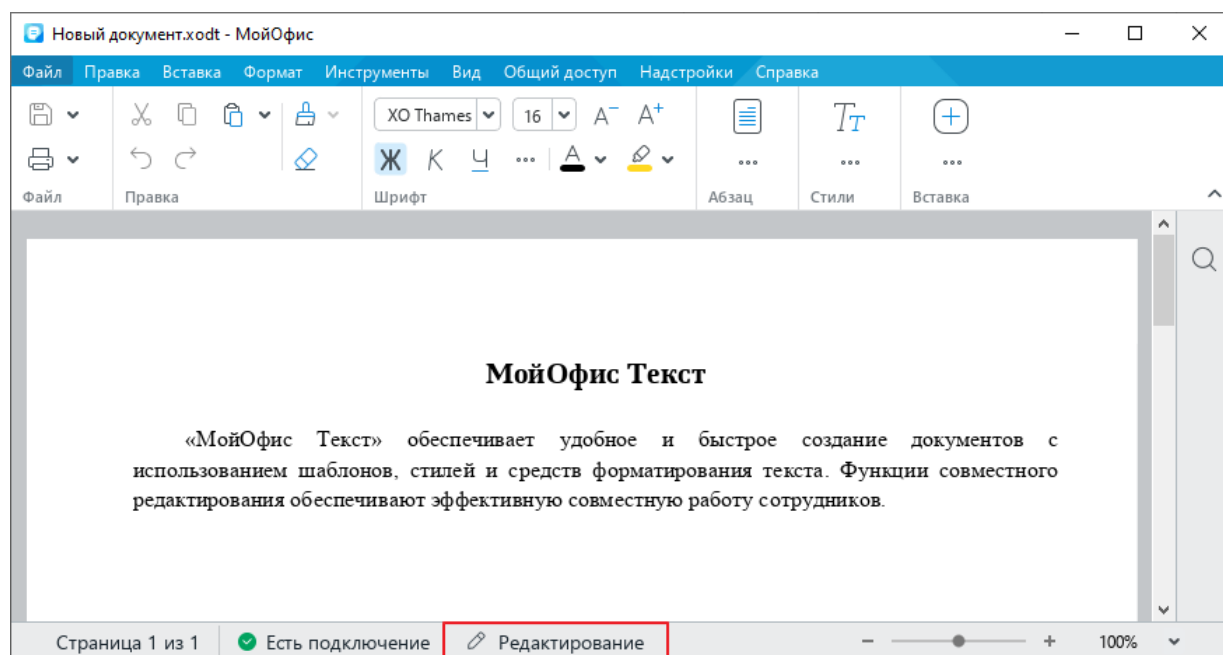 Новый документ.xodt - МойОфис
Файл Правка Вставка Формат Инструменты Вид Общий доступ Надстройки Справка
XO Thames 16 A⁻ A⁺ Тт
Ж К Ч ... А
Файл Правка Шрифт Абзац Стили Вставка
МойОфис Текст
«МойОфис Текст» обеспечивает удобное и быстрое создание документов с
использованием шаблонов, стилей и средств форматирования текста. Функции совместного
редактирования обеспечивают эффективную совместную работу сотрудников.
Страница 1 из 1 Есть подключение Редактирование − + 100%